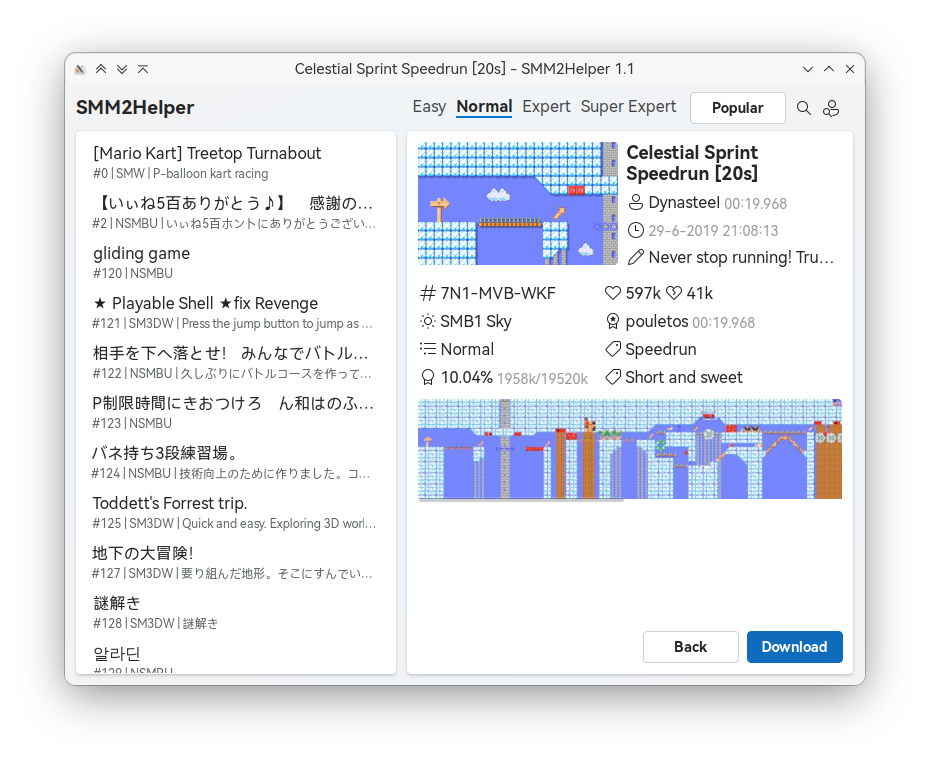 Celestial Sprint Speedrun [20s] – SMM2Helper 1.1
SMM2Helper
Easy Normal Expert Super Expert Popular
[Mario Kart] Treetop Turnabout
#0 | SMW | P-balloon kart racing
【いぃね5百ありがとう♪】　感謝の…
#2 | NSMBU | いぃね5百ホントにありがとうござい…
gliding game
#120 | NSMBU
★ Playable Shell ★fix Revenge
#121 | SM3DW | Press the jump button to jump as …
相手を下へ落とせ!　みんなでバトル…
#122 | NSMBU | 久しぶりにバトルコースを作って…
P制限時間にきおつけろ　ん和はのふ…
#123 | NSMBU
バネ持ち3段練習場。
#124 | NSMBU | 技術向上のために作りました。コ…
Toddett's Forrest trip.
#125 | SM3DW | Quick and easy. Exploring 3D worl…
地下の大冒険!
#127 | SM3DW | 要り組んだ地形。そこにすんでい…
謎解き
#128 | SM3DW | 謎解き
알라딘
#129 | NSMBU
Celestial Sprint
Speedrun [20s]
Dynasteel 00:19.968
29-6-2019 21:08:13
Never stop running! Tru…
7N1-MVB-WKF
597k 41k
SMB1 Sky
pouletos 00:19.968
Normal
Speedrun
10.04% 1958k/19520k
Short and sweet
Back Download